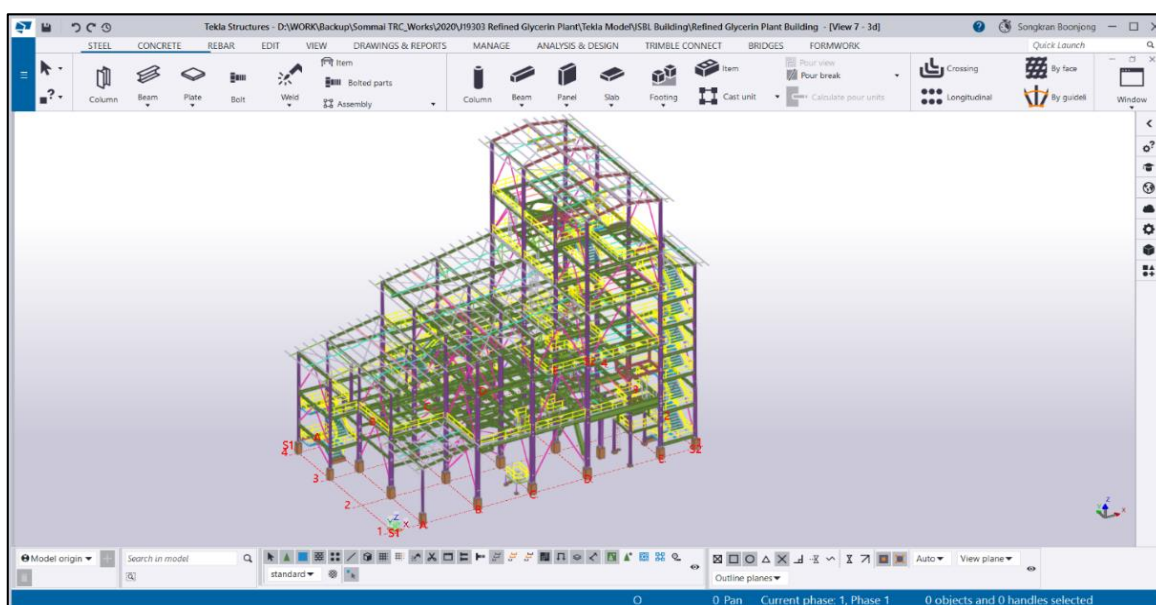 Tekla Structures - D:\WORK\Backup\Sommai TRC_Works\2020\J19303 Refined Glycerin Plant\Tekla Model\ISBL Building\Refined Glycerin Plant Building - [View 7 - 3d]
Songkran Boonjong
STEEL CONCRETE REBAR EDIT VIEW DRAWINGS & REPORTS MANAGE ANALYSIS & DESIGN TRIMBLE CONNECT BRIDGES FORMWORK
Quick Launch
Item
Bolted parts
Assembly
Column Beam Plate Bolt Weld
Column Beam Panel Slab Footing
Item
Cast unit
Pour view
Pour break
Calculate pour units
Crossing
Longitudinal
By face
By guideli
Window
S1
4
3
2
1
S1
A
B
C
D
E
S2
Z
X
Model origin
Search in model
standard
Auto
View plane
Outline planes
O
0 Pan
Current phase: 1, Phase 1
0 objects and 0 handles selected